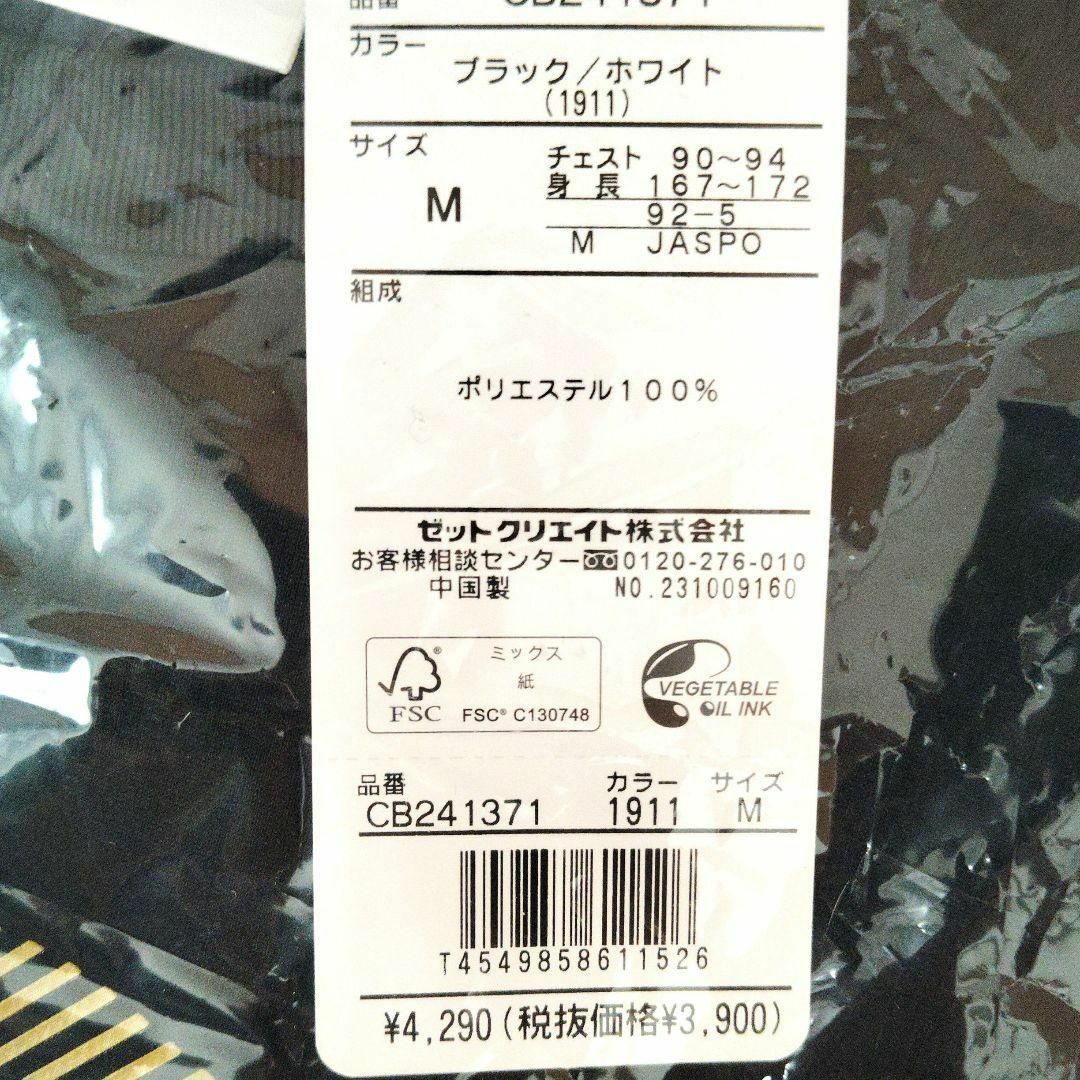 品番 CB241371
カラー
ブラック／ホワイト
(1911)
サイズ
M
チェスト 90～94
身長 167～172
92－5
M JASPO
組成
ポリエステル１００％
ゼットクリエイト株式会社
お客様相談センター 0120-276-010
中国製 NO.231009160
FSC®
ミックス
紙
FSC® C130748
VEGETABLE
OIL INK
品番 カラー サイズ
CB241371 1911 M
T4549858611526
¥4,290(税抜価格¥3,900)